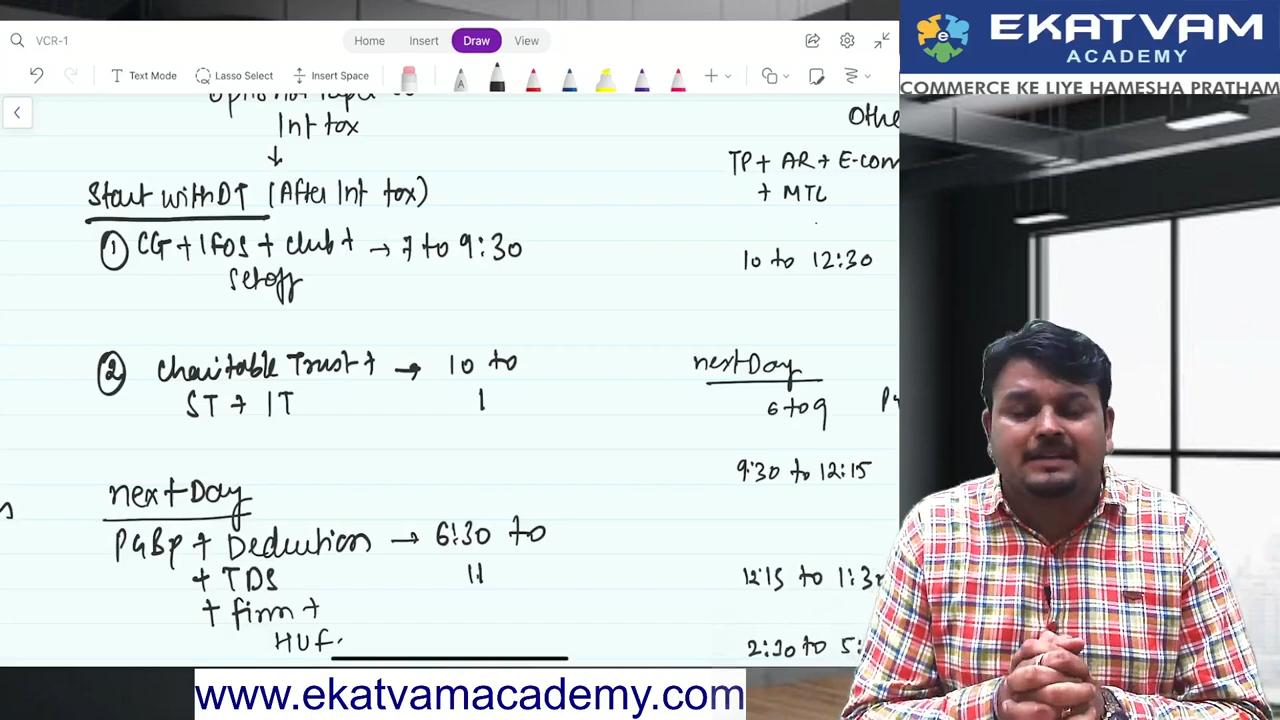 EKATVAM
ACADEMY
COMMERCE KE LIYE HAMESHA PRATHAM
VCR-1
Home Insert Draw View
Text Mode Lasso Select Insert Space
Int tax
Start with DT (After Int tax)
① CG + IFOS + club + → 7 to 9:30
Setoff
② Charitable Trust + → 10 to
ST + IT 1
next Day
PGBP + Deduction → 6:30 to
+ TDS 11
+ firm +
HUF.
Othe
TP + AR + E-com
+ MTL
10 to 12:30
next Day
6 to 9
9:30 to 12:15
12:15 to 1:30
2:30 to 5:
www.ekatvamacademy.com